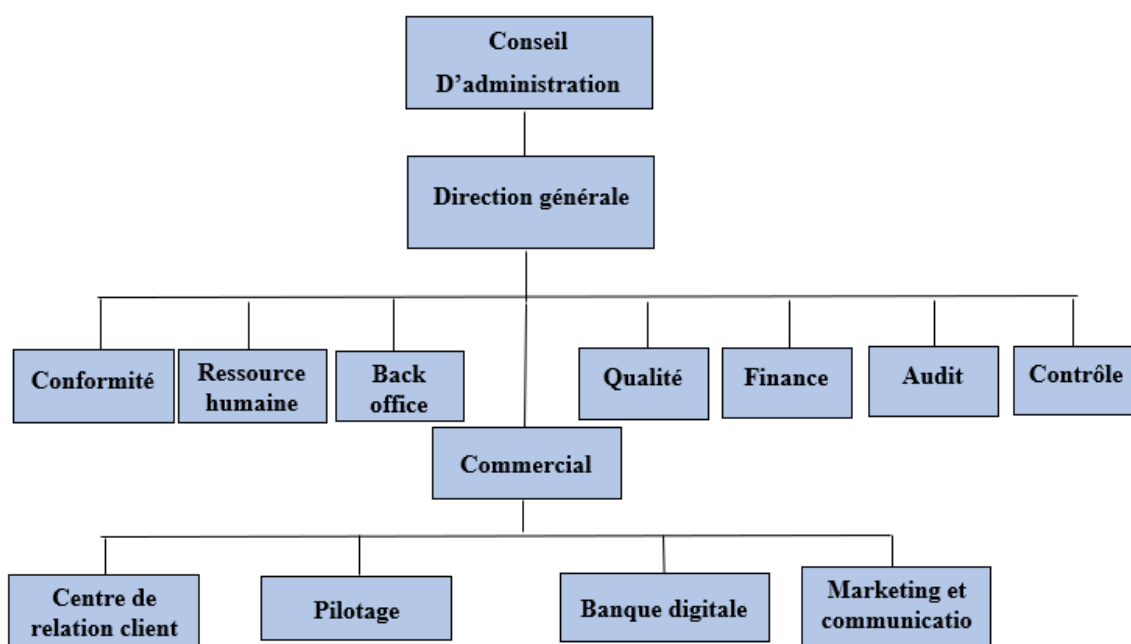 Conseil
D’administration
Direction générale
Conformité
Ressource
humaine
Back
office
Qualité
Finance
Audit
Contrôle
Commercial
Centre de
relation client
Pilotage
Banque digitale
Marketing et
communicatio